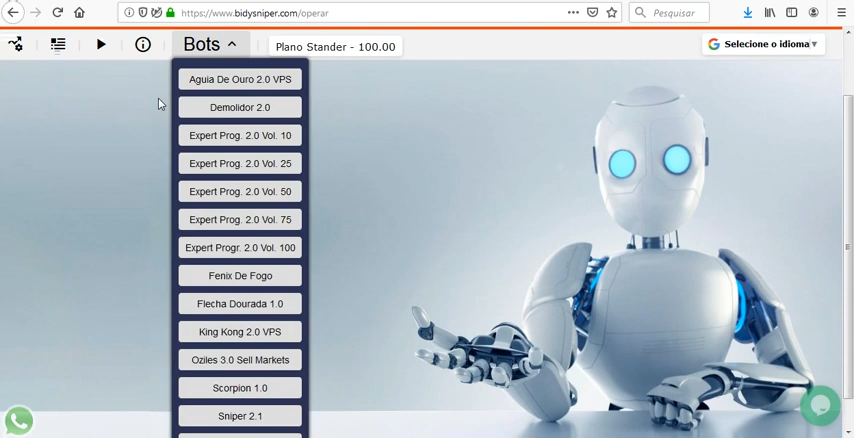 https://www.bidysniper.com/operar
Pesquisar
Bots
Plano Stander - 100.00
Selecione o idioma
Aguia De Ouro 2.0 VPS
Demolidor 2.0
Expert Prog. 2.0 Vol. 10
Expert Prog. 2.0 Vol. 25
Expert Prog. 2.0 Vol. 50
Expert Prog. 2.0 Vol. 75
Expert Progr. 2.0 Vol. 100
Fenix De Fogo
Flecha Dourada 1.0
King Kong 2.0 VPS
Oziles 3.0 Sell Markets
Scorpion 1.0
Sniper 2.1